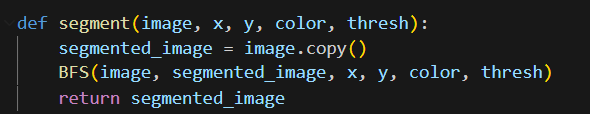 def segment(image, x, y, color, thresh):
    segmented_image = image.copy()
    BFS(image, segmented_image, x, y, color, thresh)
    return segmented_image